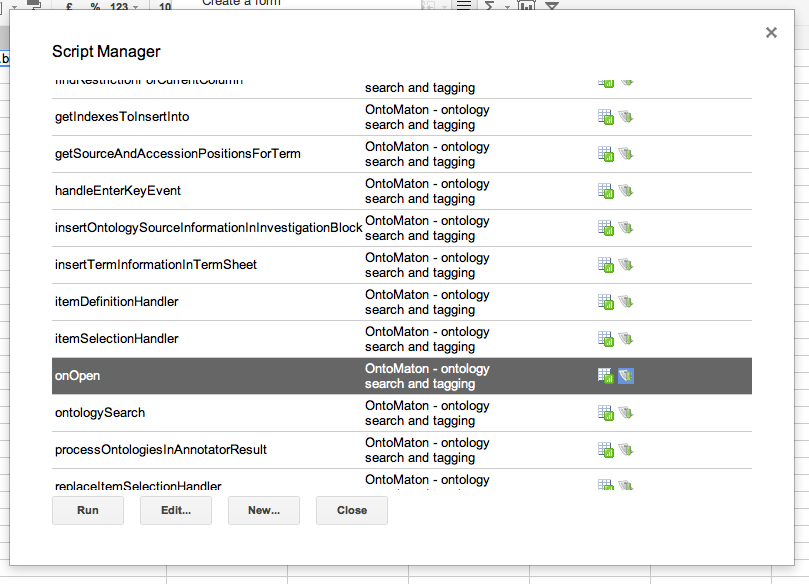 £ % 123 10 Create a form
Script Manager
findRestrictionForCurrentColumn
search and tagging
getIndexesToInsertInto OntoMaton - ontology
search and tagging
getSourceAndAccessionPositionsForTerm OntoMaton - ontology
search and tagging
handleEnterKeyEvent OntoMaton - ontology
search and tagging
insertOntologySourceInformationInInvestigationBlock OntoMaton - ontology
search and tagging
insertTermInformationInTermSheet OntoMaton - ontology
search and tagging
itemDefinitionHandler OntoMaton - ontology
search and tagging
itemSelectionHandler OntoMaton - ontology
search and tagging
onOpen OntoMaton - ontology
search and tagging
ontologySearch OntoMaton - ontology
search and tagging
processOntologiesInAnnotatorResult OntoMaton - ontology
search and tagging
replaceItemSelectionHandler OntoMaton - ontology
Run Edit... New... Close